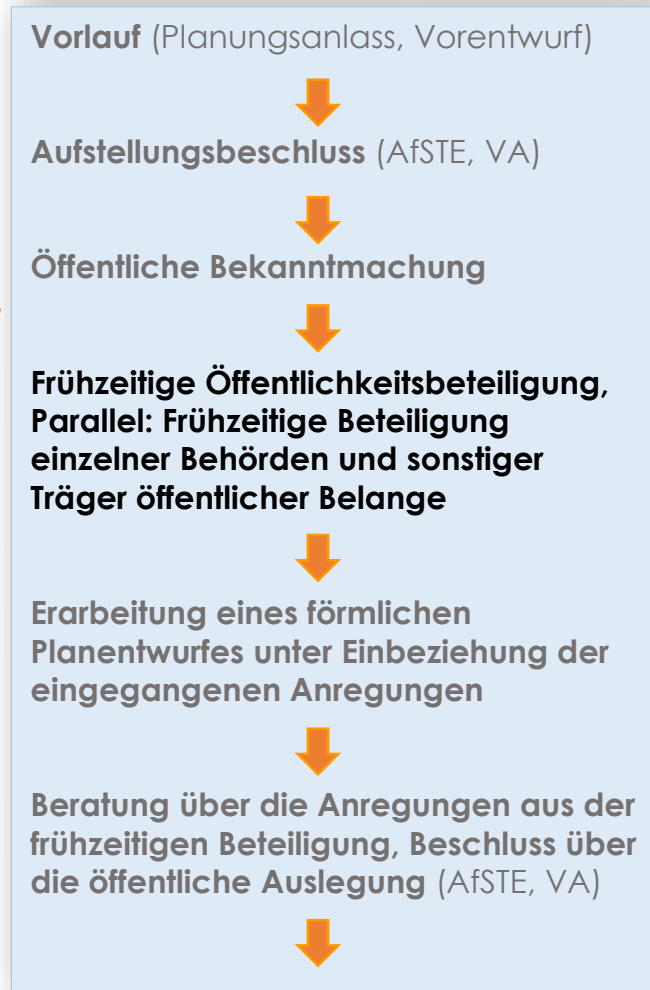 Vorlauf (Planungsanlass, Vorentwurf)
Aufstellungsbeschluss (AfSTE, VA)
Öffentliche Bekanntmachung
Frühzeitige Öffentlichkeitsbeteiligung,
Parallel: Frühzeitige Beteiligung
einzelner Behörden und sonstiger
Träger öffentlicher Belange
Erarbeitung eines förmlichen
Planentwurfes unter Einbeziehung der
eingegangenen Anregungen
Beratung über die Anregungen aus der
frühzeitigen Beteiligung, Beschluss über
die öffentliche Auslegung (AfSTE, VA)